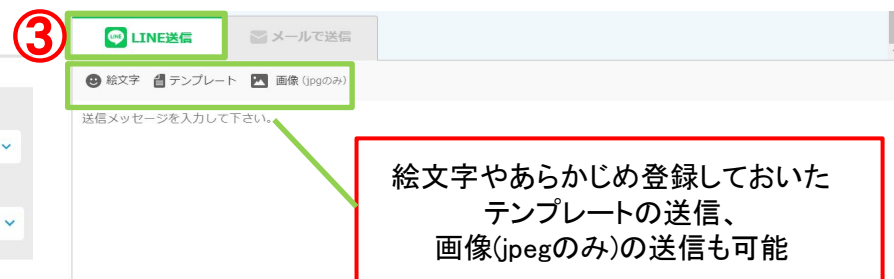 ③
LINE送信
メールで送信
絵文字 テンプレート 画像(jpgのみ)
送信メッセージを入力して下さい。
絵文字やあらかじめ登録しておいた
テンプレートの送信、
画像(jpegのみ)の送信も可能